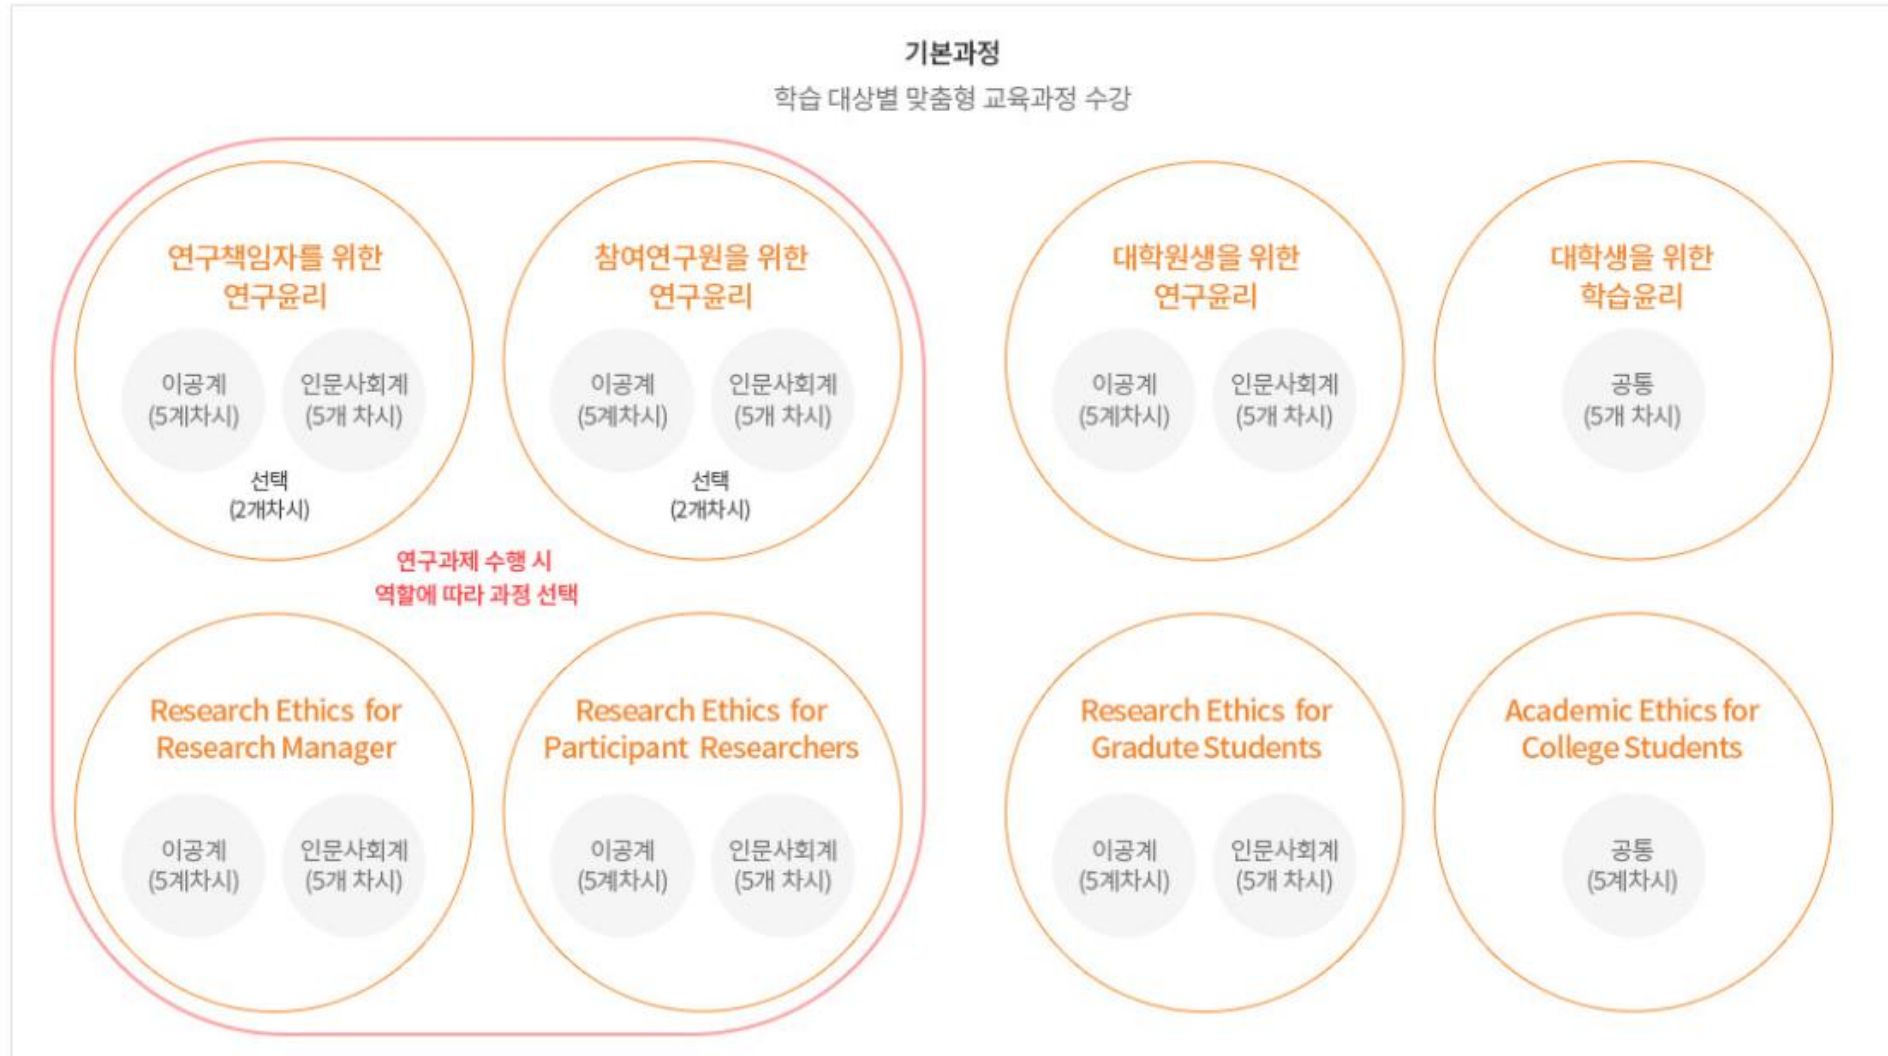 기본과정
학습 대상별 맞춤형 교육과정 수강
연구책임자를 위한
연구윤리
이공계
(5계차시)
인문사회계
(5개 차시)
선택
(2개차시)
참여연구원을 위한
연구윤리
이공계
(5계차시)
인문사회계
(5개 차시)
선택
(2개차시)
대학원생을 위한
연구윤리
이공계
(5계차시)
인문사회계
(5개 차시)
대학생을 위한
학습윤리
공통
(5개 차시)
연구과제 수행 시
역할에 따라 과정 선택
Research Ethics for
Research Manager
이공계
(5계차시)
인문사회계
(5개 차시)
Research Ethics for
Participant Researchers
이공계
(5계차시)
인문사회계
(5개 차시)
Research Ethics for
Gradute Students
이공계
(5계차시)
인문사회계
(5개 차시)
Academic Ethics for
College Students
공통
(5계차시)